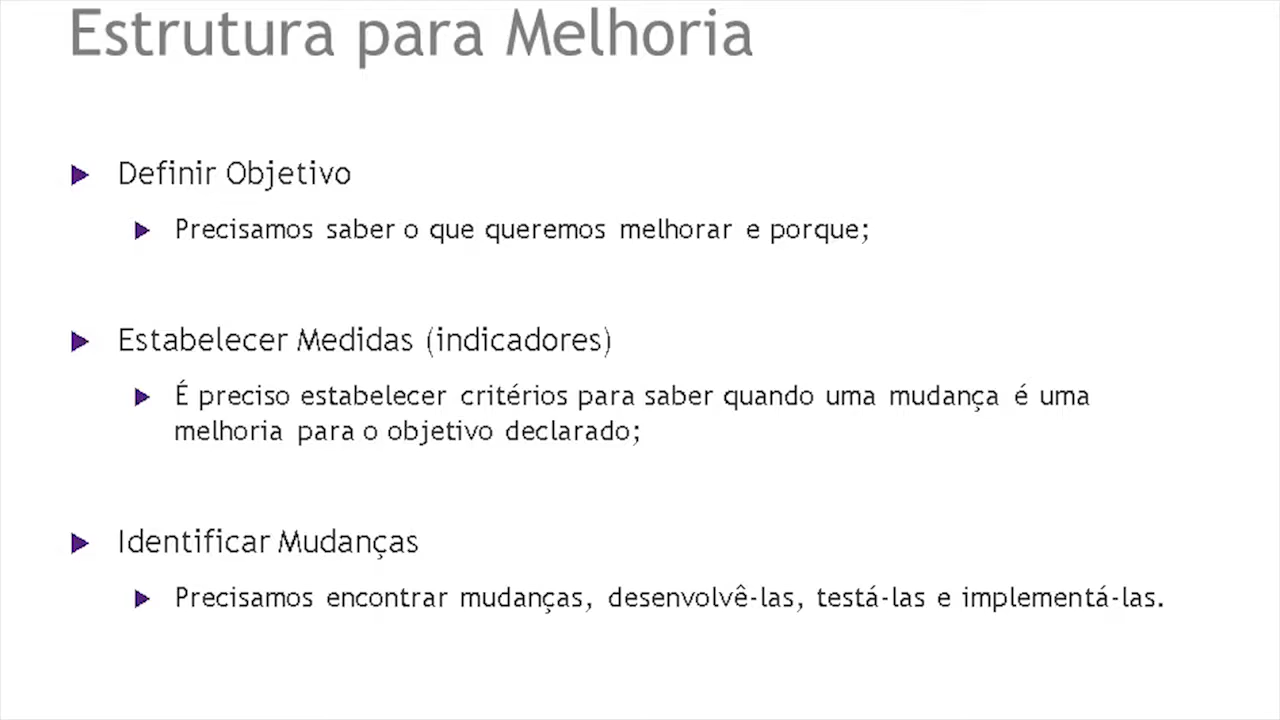 Estrutura para Melhoria
Definir Objetivo
Precisamos saber o que queremos melhorar e porque;
Estabelecer Medidas (indicadores)
É preciso estabelecer critérios para saber quando uma mudança é uma
melhoria para o objetivo declarado;
Identificar Mudanças
Precisamos encontrar mudanças, desenvolvê-las, testá-las e implementá-las.